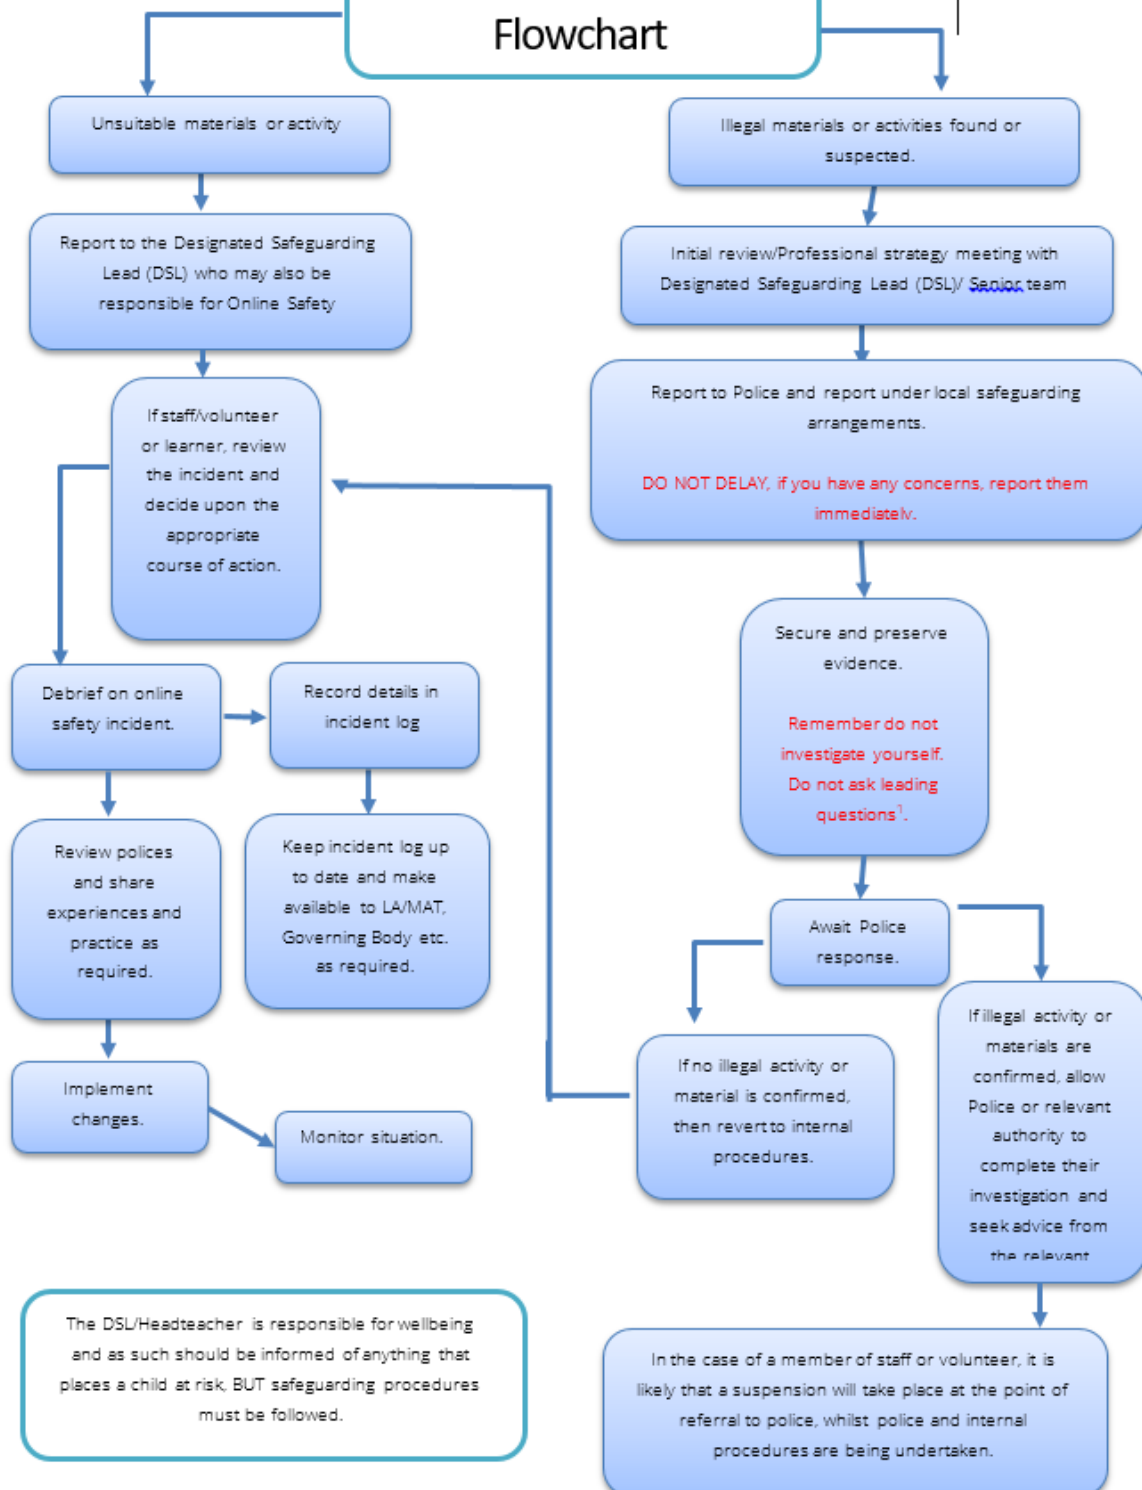 Flowchart
Unsuitable materials or activity
Report to the Designated Safeguarding
Lead (DSL) who may also be
responsible for Online Safety
If staff/volunteer
or learner, review
the incident and
decide upon the
appropriate
course of action.
Debrief on online
safety incident.
Record details in
incident log
Review polices
and share
experiences and
practice as
required.
Keep incident log up
to date and make
available to LA/MAT,
Governing Body etc.
as required.
Implement
changes.
Monitor situation.
Illegal materials or activities found or
suspected.
Initial review/Professional strategy meeting with
Designated Safeguarding Lead (DSL)/ Senior team
Report to Police and report under local safeguarding
arrangements.
DO NOT DELAY, if you have any concerns, report them
immediately.
Secure and preserve
evidence.
Remember do not
investigate yourself.
Do not ask leading
questions¹.
Await Police
response.
If no illegal activity or
material is confirmed,
then revert to internal
procedures.
If illegal activity or
materials are
confirmed, allow
Police or relevant
authority to
complete their
investigation and
seek advice from
the relevant
In the case of a member of staff or volunteer, it is
likely that a suspension will take place at the point of
referral to police, whilst police and internal
procedures are being undertaken.
The DSL/Headteacher is responsible for wellbeing
and as such should be informed of anything that
places a child at risk, BUT safeguarding procedures
must be followed.